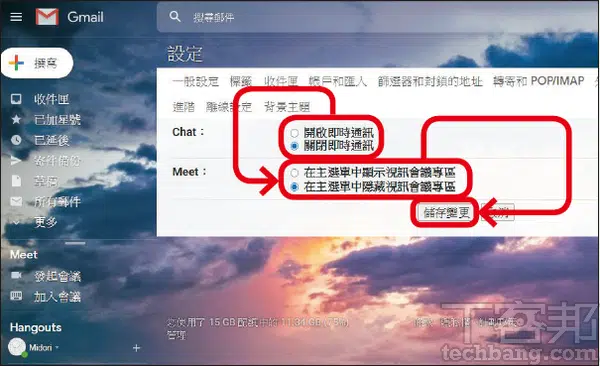 Gmail
搜尋郵件
撰寫
收件匣
已加星號
已延後
寄件備份
草稿
所有郵件
更多
Meet
發起會議
加入會議
Hangouts
Midori
設定
一般設定 標籤 收件匣 帳戶和匯入 篩選器和封鎖的地址 轉寄和 POP/IMAP
進階 離線設定 背景主題
Chat：
開啟即時通訊
關閉即時通訊
Meet：
在主選單中顯示視訊會議專區
在主選單中隱藏視訊會議專區
儲存變更 取消
您使用了 15 GB 配額中的
管理
T客邦
techbang.com